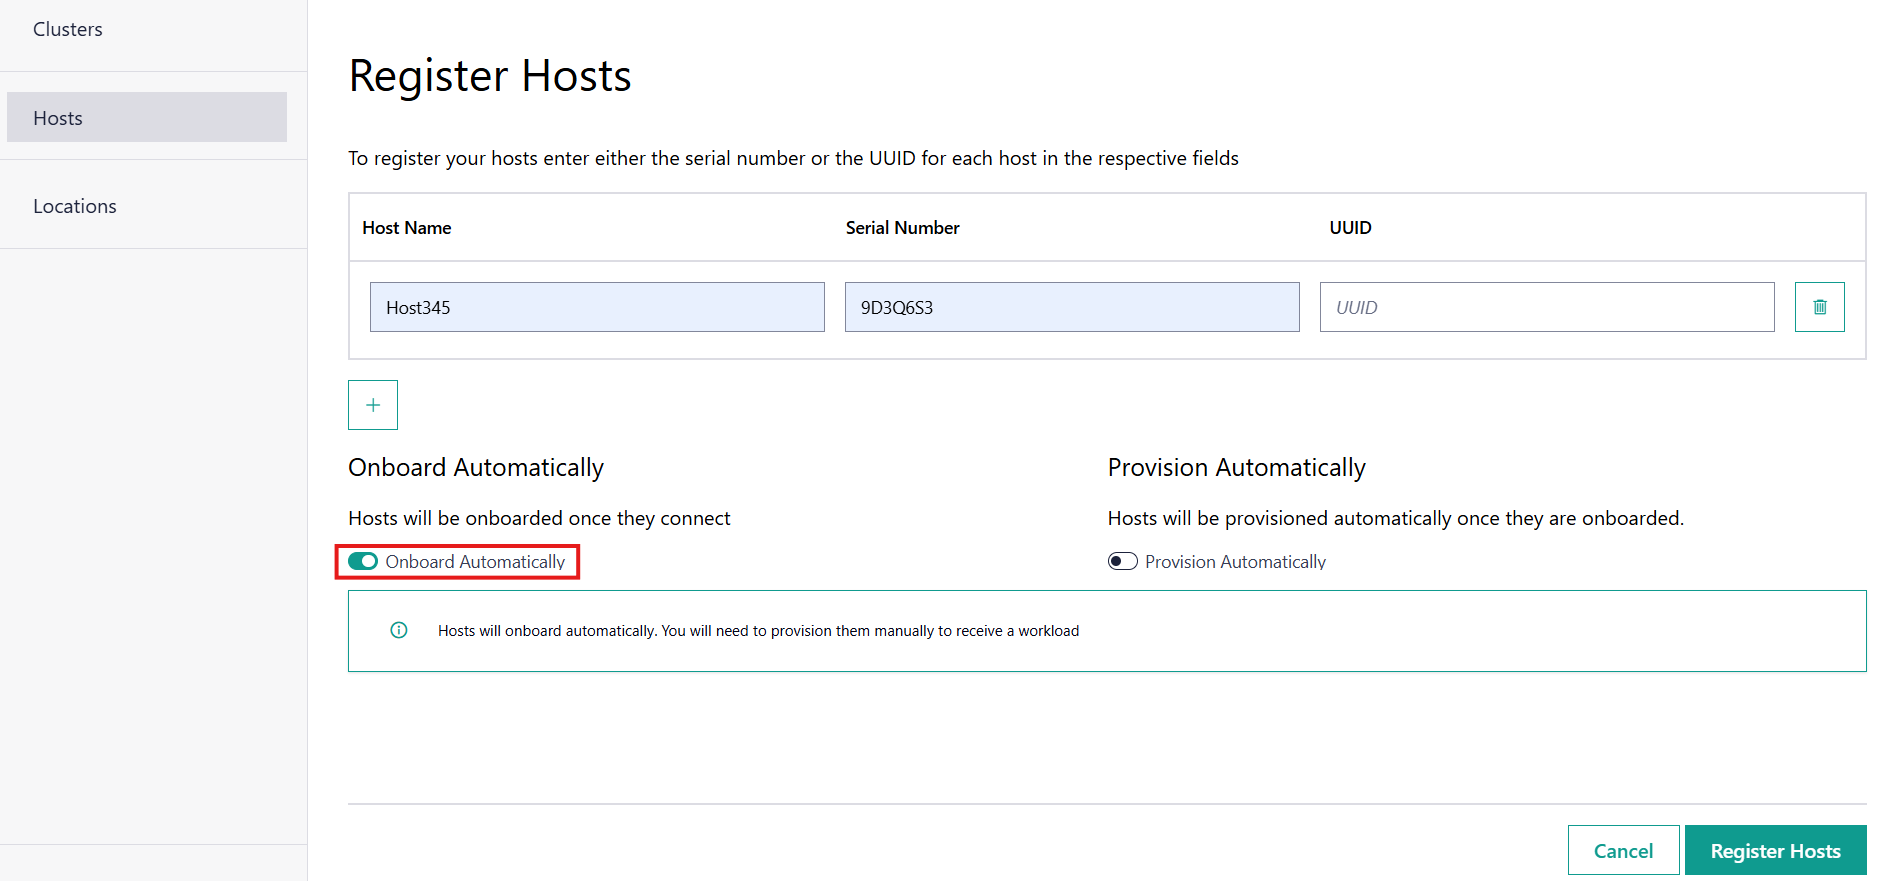 Clusters
Hosts
Locations
Register Hosts
To register your hosts enter either the serial number or the UUID for each host in the respective fields
Host Name Serial Number UUID
Host345 9D3Q6S3 UUID
Onboard Automatically
Hosts will be onboarded once they connect
Onboard Automatically
Provision Automatically
Hosts will be provisioned automatically once they are onboarded.
Provision Automatically
Hosts will onboard automatically. You will need to provision them manually to receive a workload
Cancel Register Hosts